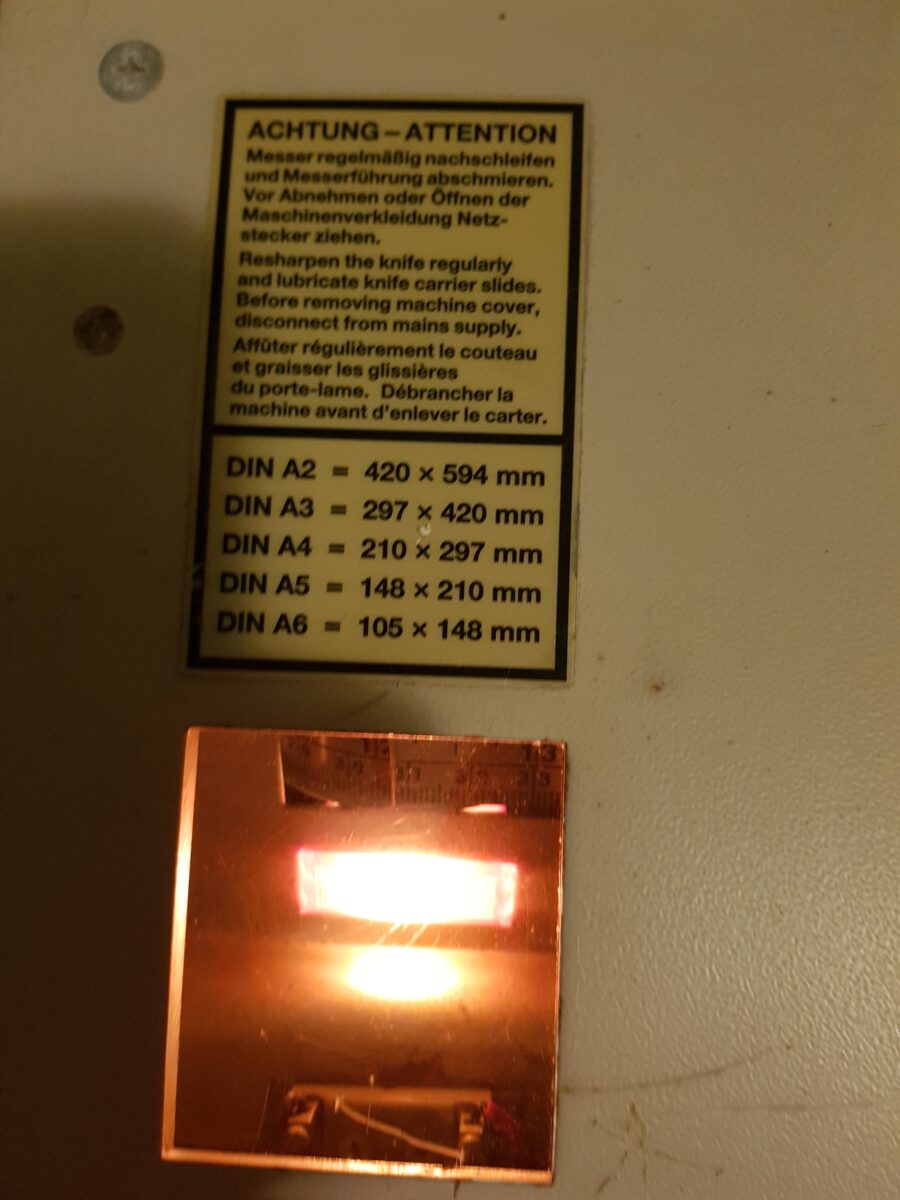 ACHTUNG – ATTENTION
Messer regelmäßig nachschleifen
und Messerführung abschmieren.
Vor Abnehmen oder Öffnen der
Maschinenverkleidung Netz-
stecker ziehen.
Resharpen the knife regularly
and lubricate knife carrier slides.
Before removing machine cover,
disconnect from mains supply.
Affûter régulièrement le couteau
et graisser les glissières
du porte-lame. Débrancher la
machine avant d'enlever le carter.
DIN A2 = 420 × 594 mm
DIN A3 = 297 × 420 mm
DIN A4 = 210 × 297 mm
DIN A5 = 148 × 210 mm
DIN A6 = 105 × 148 mm
13